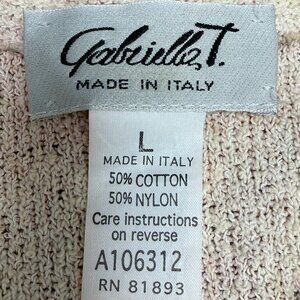 Gabrielle T.
MADE IN ITALY
L
MADE IN ITALY
50% COTTON
50% NYLON
Care instructions
on reverse
A106312
RN 81893